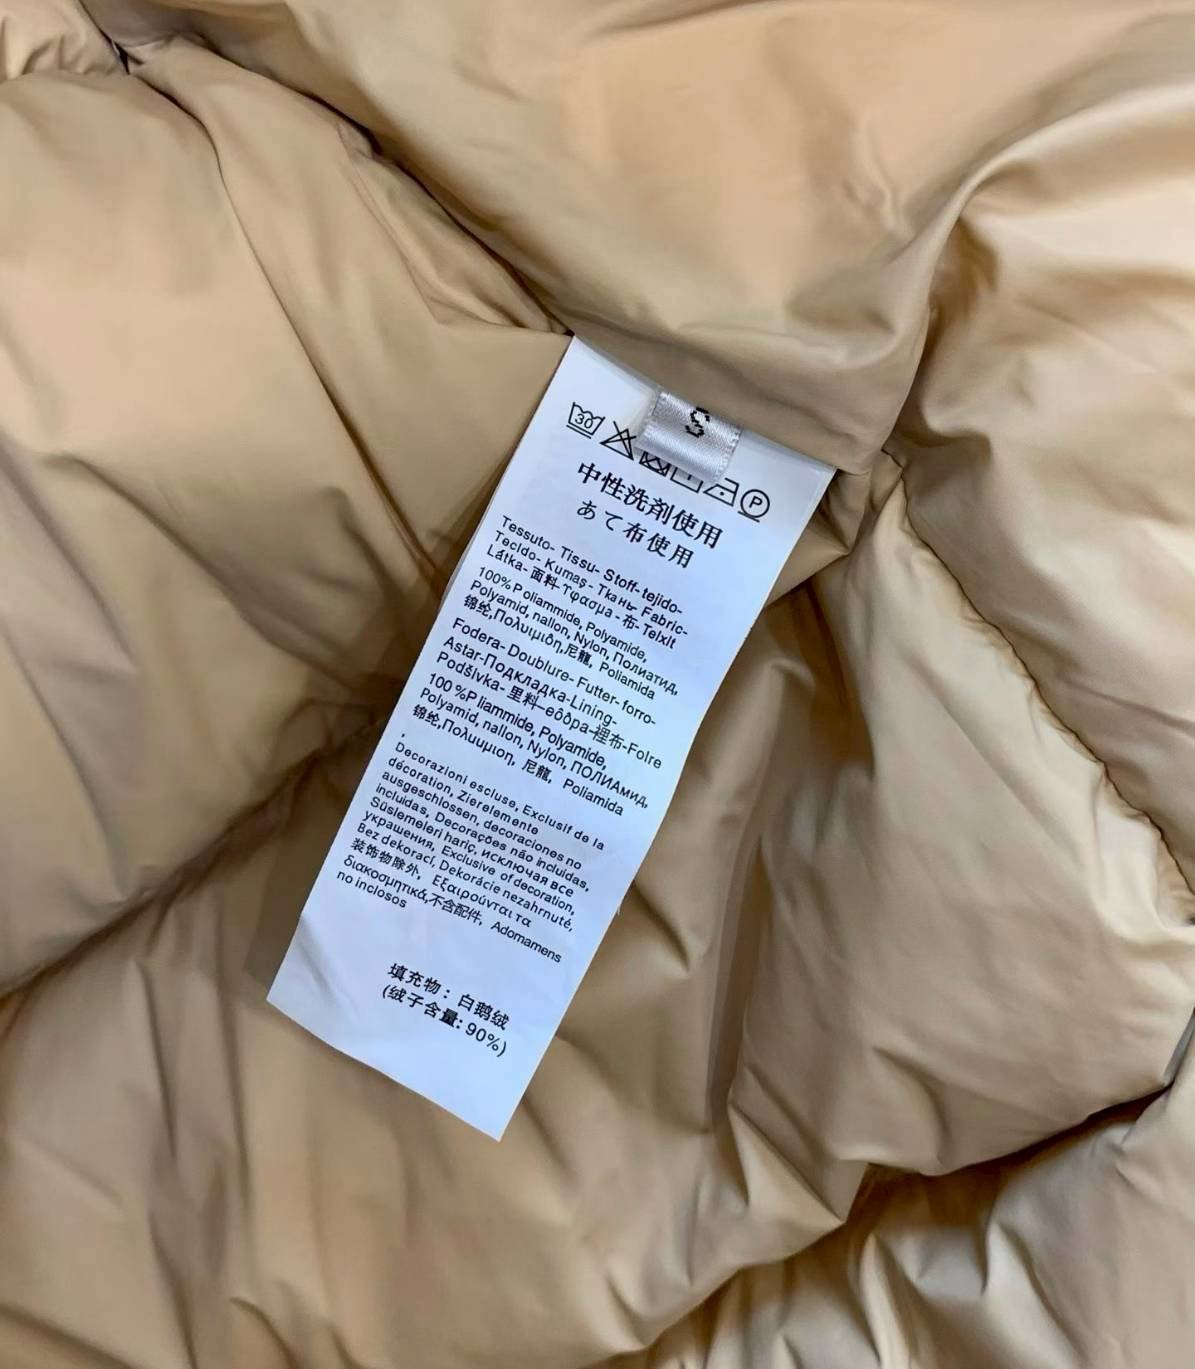 S
30
P
中性洗剤使用
あて布使用
Tessuto- Tissu- Stoff-tejido-
Tecido- Kumaş- Ткань Fabric-
Látka- 面料-Ύφασμα-布-Telxit
100%Poliammide, Polyamide,
Polyamid, nallon, Nylon, Полиатид,
锦纶,Πολυιμιδη,尼龍, Poliamida
Fodera- Doublure- Futter- forro-
Astar-Подкладка-Lining-
Podšívka- 里料-εδδρα-裡布-Folre
100 %P liammide, Polyamide,
Polyamid, nallon, Nylon, ПОЛИАмид,
锦纶,Πολυιμιοη, 尼龍, Poliamida
,
Decorazioni escluse, Exclusif de la
décoration, Zierelemente
ausgeschlossen, decoraciones no
incluidas, Decorações não incluidas,
Süslemeleri hariç, исключая все
украшения, Exclusive of decoration,
Bez dekorací, Dekorácie nezahrnuté,
装饰物除外, Εξαιρούνται τα
διακοσμητικά,不含配件, Adomamens
no inclosos
填充物：白鹅绒
(绒子含量:90%)